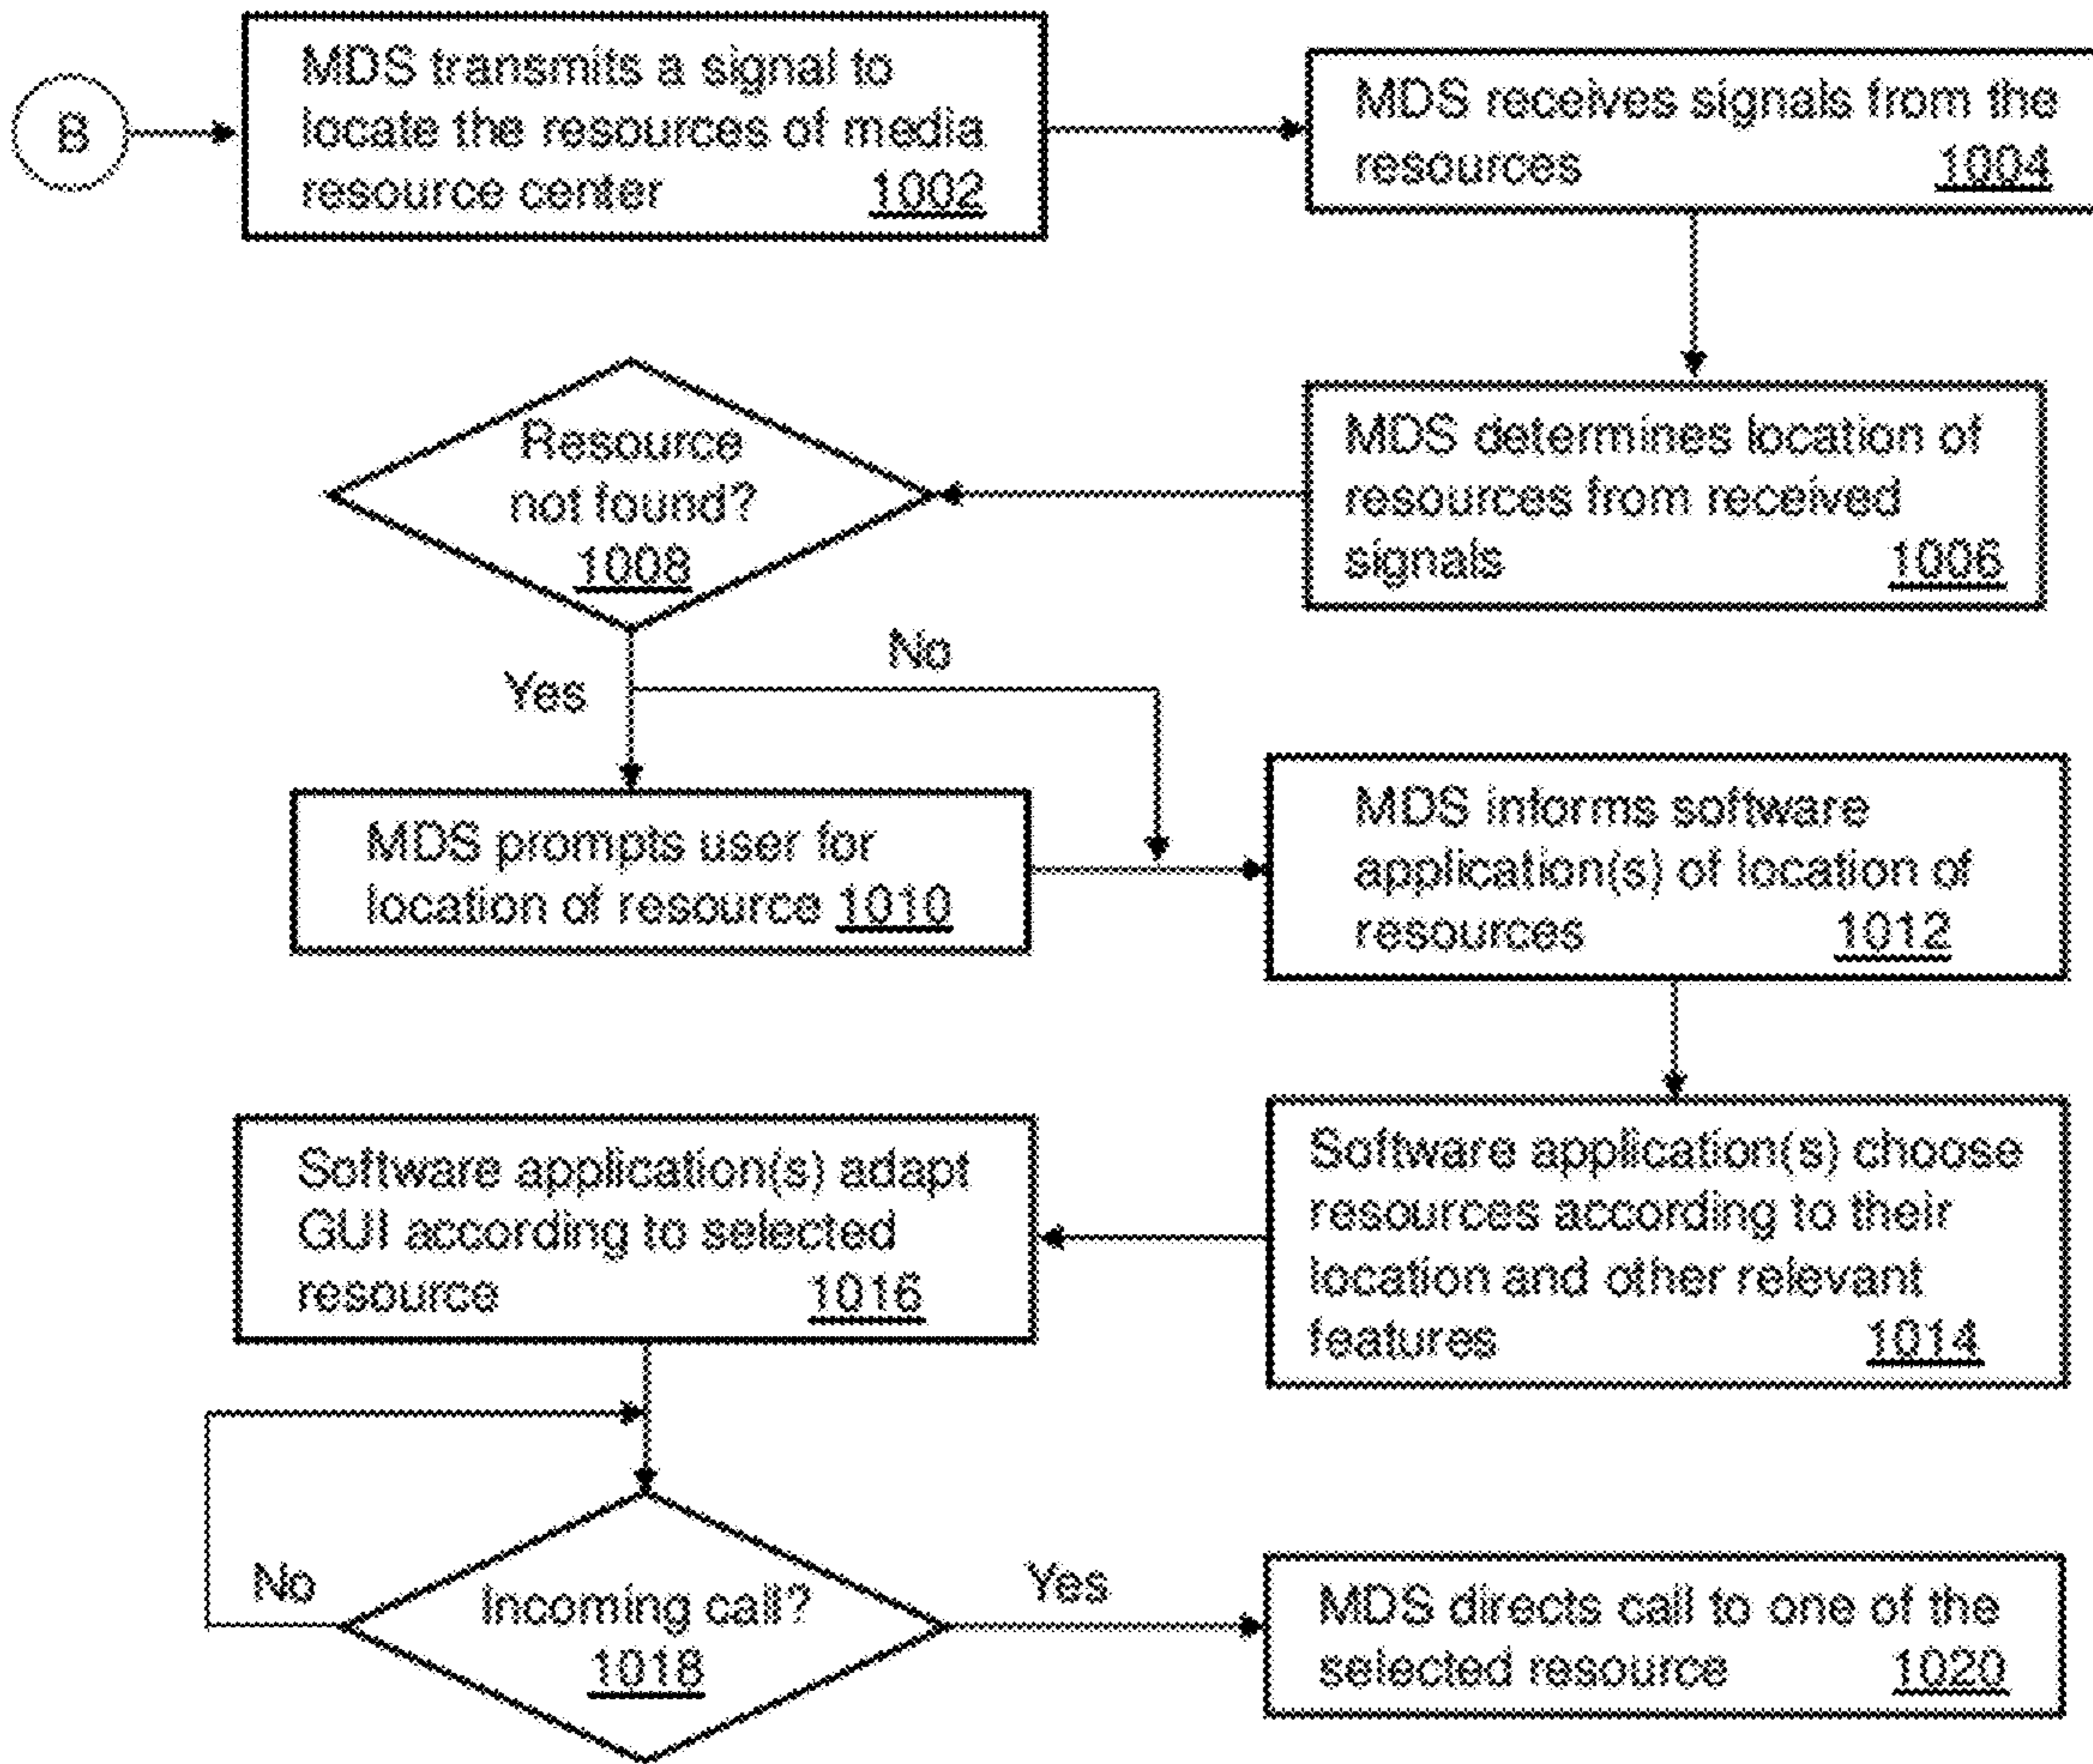 B
MDS transmits a signal to
locate the resources of media
resource center 1002
MDS receives signals from the
resources 1004
MDS determines location of
resources from received
signals 1006
Resource
not found?
1008
No
Yes
MDS prompts user for
location of resource 1010
MDS informs software
application(s) of location of
resources 1012
Software application(s) choose
resources according to their
location and other relevant
features 1014
Software application(s) adapt
GUI according to selected
resource 1016
No
Incoming call?
1018
Yes
MDS directs call to one of the
selected resource 1020